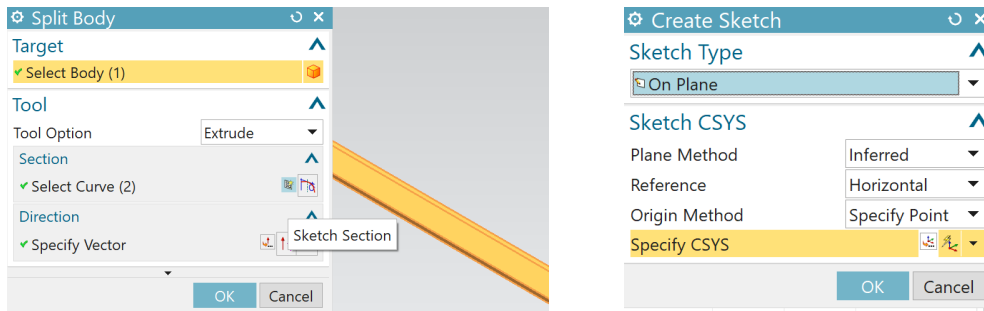 Split Body
Target
Select Body (1)
Tool
Tool Option Extrude
Section
Select Curve (2)
Direction
Specify Vector
Sketch Section
OK Cancel
Create Sketch
Sketch Type
On Plane
Sketch CSYS
Plane Method Inferred
Reference Horizontal
Origin Method Specify Point
Specify CSYS
OK Cancel